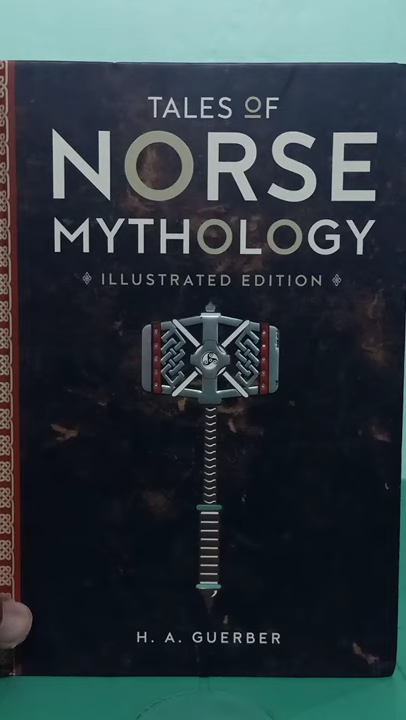 TALES OF
NORSE
MYTHOLOGY
ILLUSTRATED EDITION
H. A. GUERBER